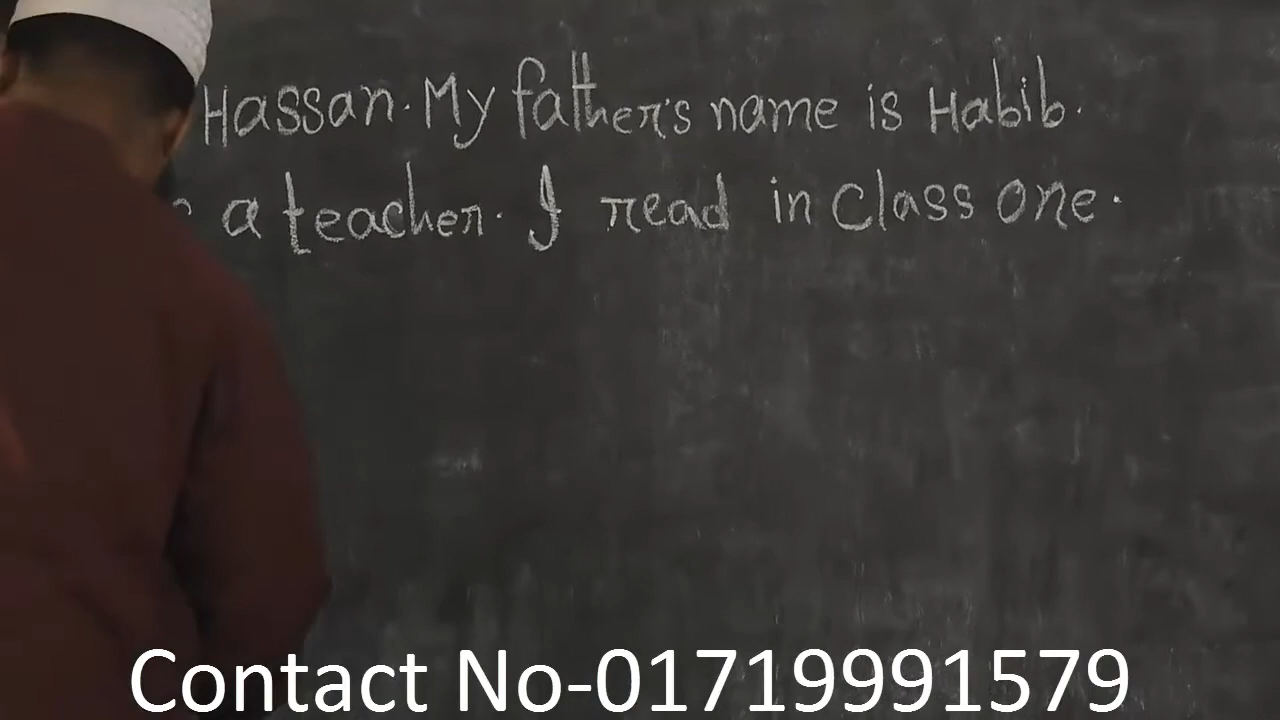 Hassan. My father's name is Habib.
a teacher. I read in Class one.
Contact No-01719991579